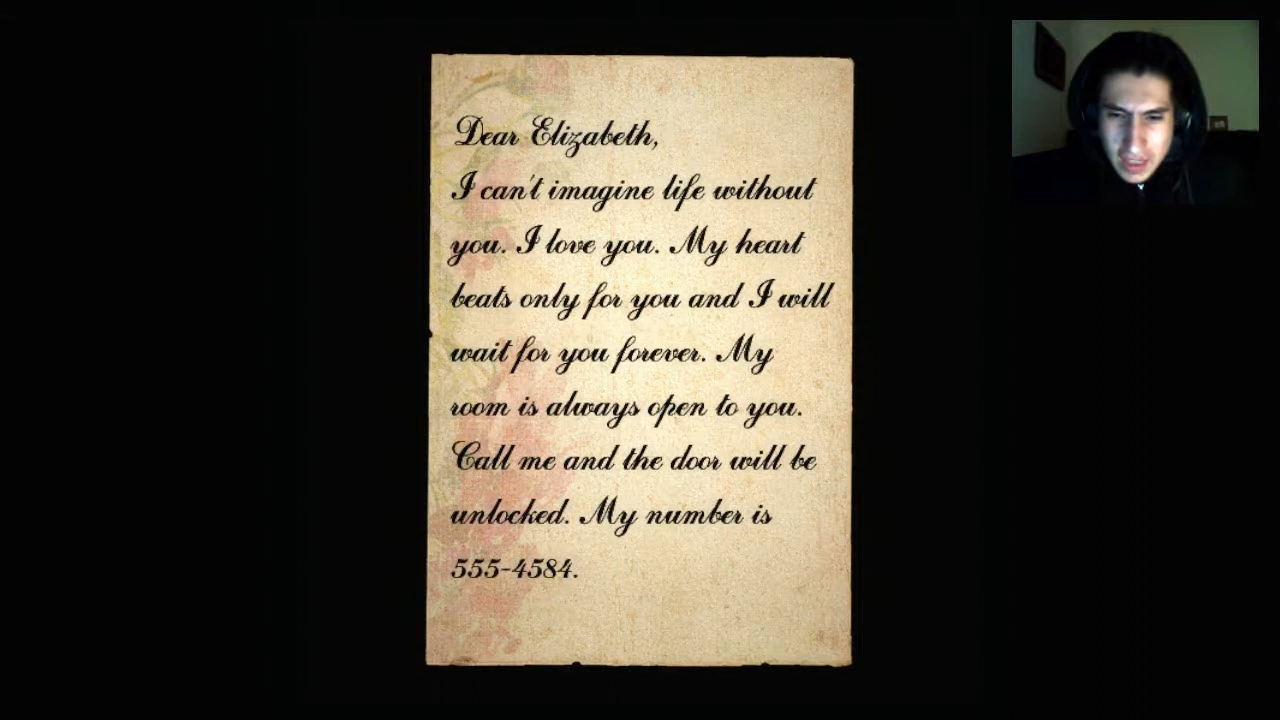 Dear Elizabeth,
I can't imagine life without
you. I love you. My heart
beats only for you and I will
wait for you forever. My
room is always open to you.
Call me and the door will be
unlocked. My number is
555-4584.